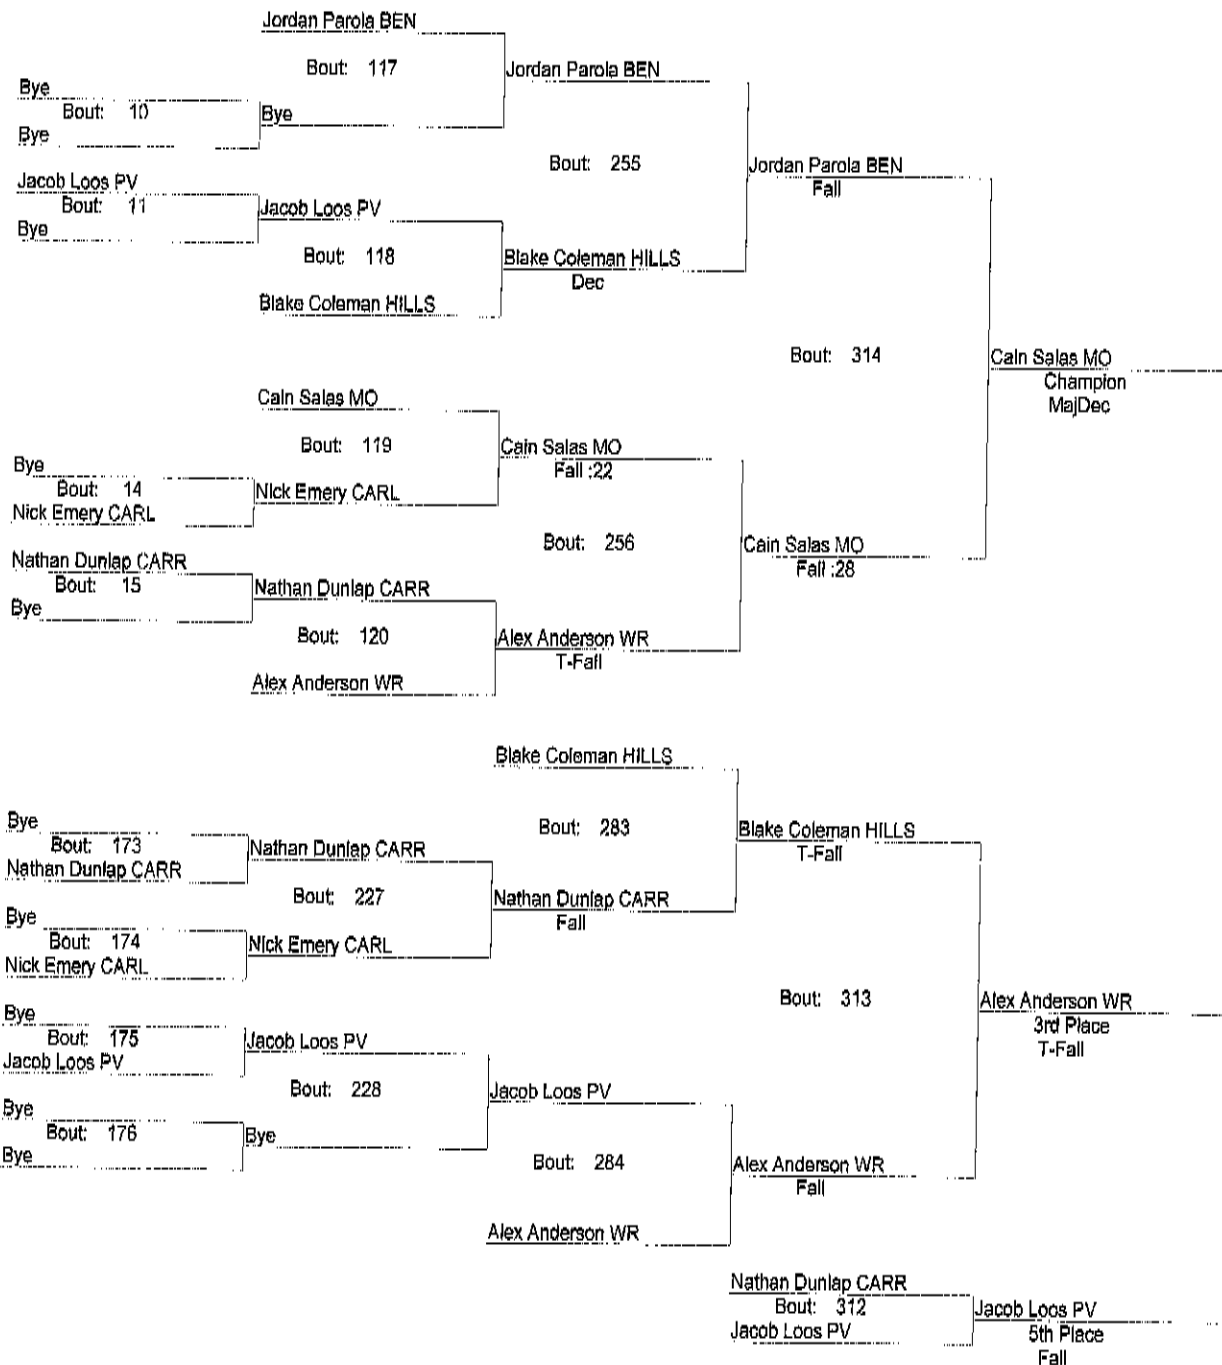 Jordan Parola BEN
Bout: 117
Jordan Parola BEN
Bye
Bout: 10
Bye
Bye
Bout: 255
Jordan Parola BEN
Fall
Jacob Loos PV
Bout: 11
Bye
Jacob Loos PV
Bout: 118
Blake Coleman HILLS
Dec
Blake Coleman HILLS
Bout: 314
Cain Salas MO
Champion
MajDec
Cain Salas MO
Bout: 119
Cain Salas MO
Fall :22
Bye
Bout: 14
Nick Emery CARL
Nick Emery CARL
Bout: 256
Cain Salas MO
Fall :28
Nathan Dunlap CARR
Bout: 15
Bye
Nathan Dunlap CARR
Bout: 120
Alex Anderson WR
T-Fall
Alex Anderson WR
Blake Coleman HILLS
Bout: 283
Blake Coleman HILLS
T-Fall
Bye
Bout: 173
Nathan Dunlap CARR
Nathan Dunlap CARR
Bout: 227
Nathan Dunlap CARR
Fall
Bye
Bout: 174
Nick Emery CARL
Nick Emery CARL
Bout: 313
Alex Anderson WR
3rd Place
T-Fall
Bye
Bout: 175
Jacob Loos PV
Jacob Loos PV
Bout: 228
Jacob Loos PV
Bye
Bout: 176
Bye
Bye
Bout: 284
Alex Anderson WR
Fall
Alex Anderson WR
Nathan Dunlap CARR
Bout: 312
Jacob Loos PV
Jacob Loos PV
5th Place
Fall